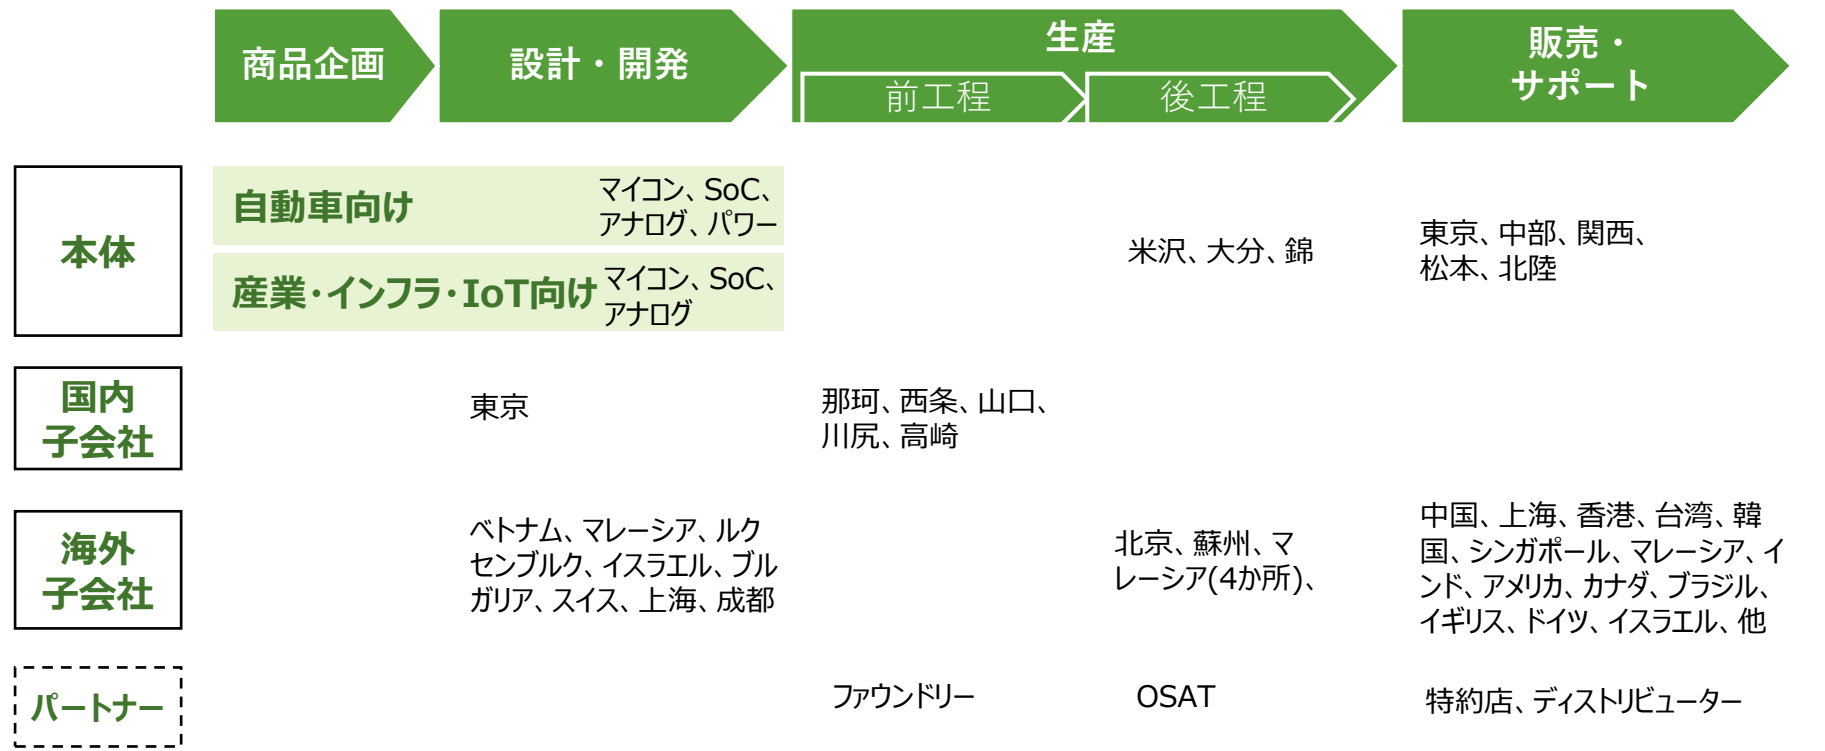 商品企画
設計・開発
生産
前工程
後工程
販売・
サポート
本体
自動車向け
マイコン、SoC、
アナログ、パワー
産業・インフラ・IoT向け
マイコン、SoC、
アナログ
米沢、大分、錦
東京、中部、関西、
松本、北陸
国内
子会社
東京
那珂、西条、山口、
川尻、高崎
海外
子会社
ベトナム、マレーシア、ルク
センブルク、イスラエル、ブル
ガリア、スイス、上海、成都
北京、蘇州、マ
レーシア(4か所)、
中国、上海、香港、台湾、韓
国、シンガポール、マレーシア、イ
ンド、アメリカ、カナダ、ブラジル、
イギリス、ドイツ、イスラエル、他
パートナー
ファウンドリー
OSAT
特約店、ディストリビューター